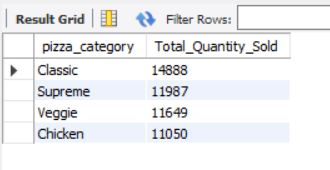 Result Grid Filter Rows:
pizza_category Total_Quantity_Sold
Classic 14888
Supreme 11987
Veggie 11649
Chicken 11050